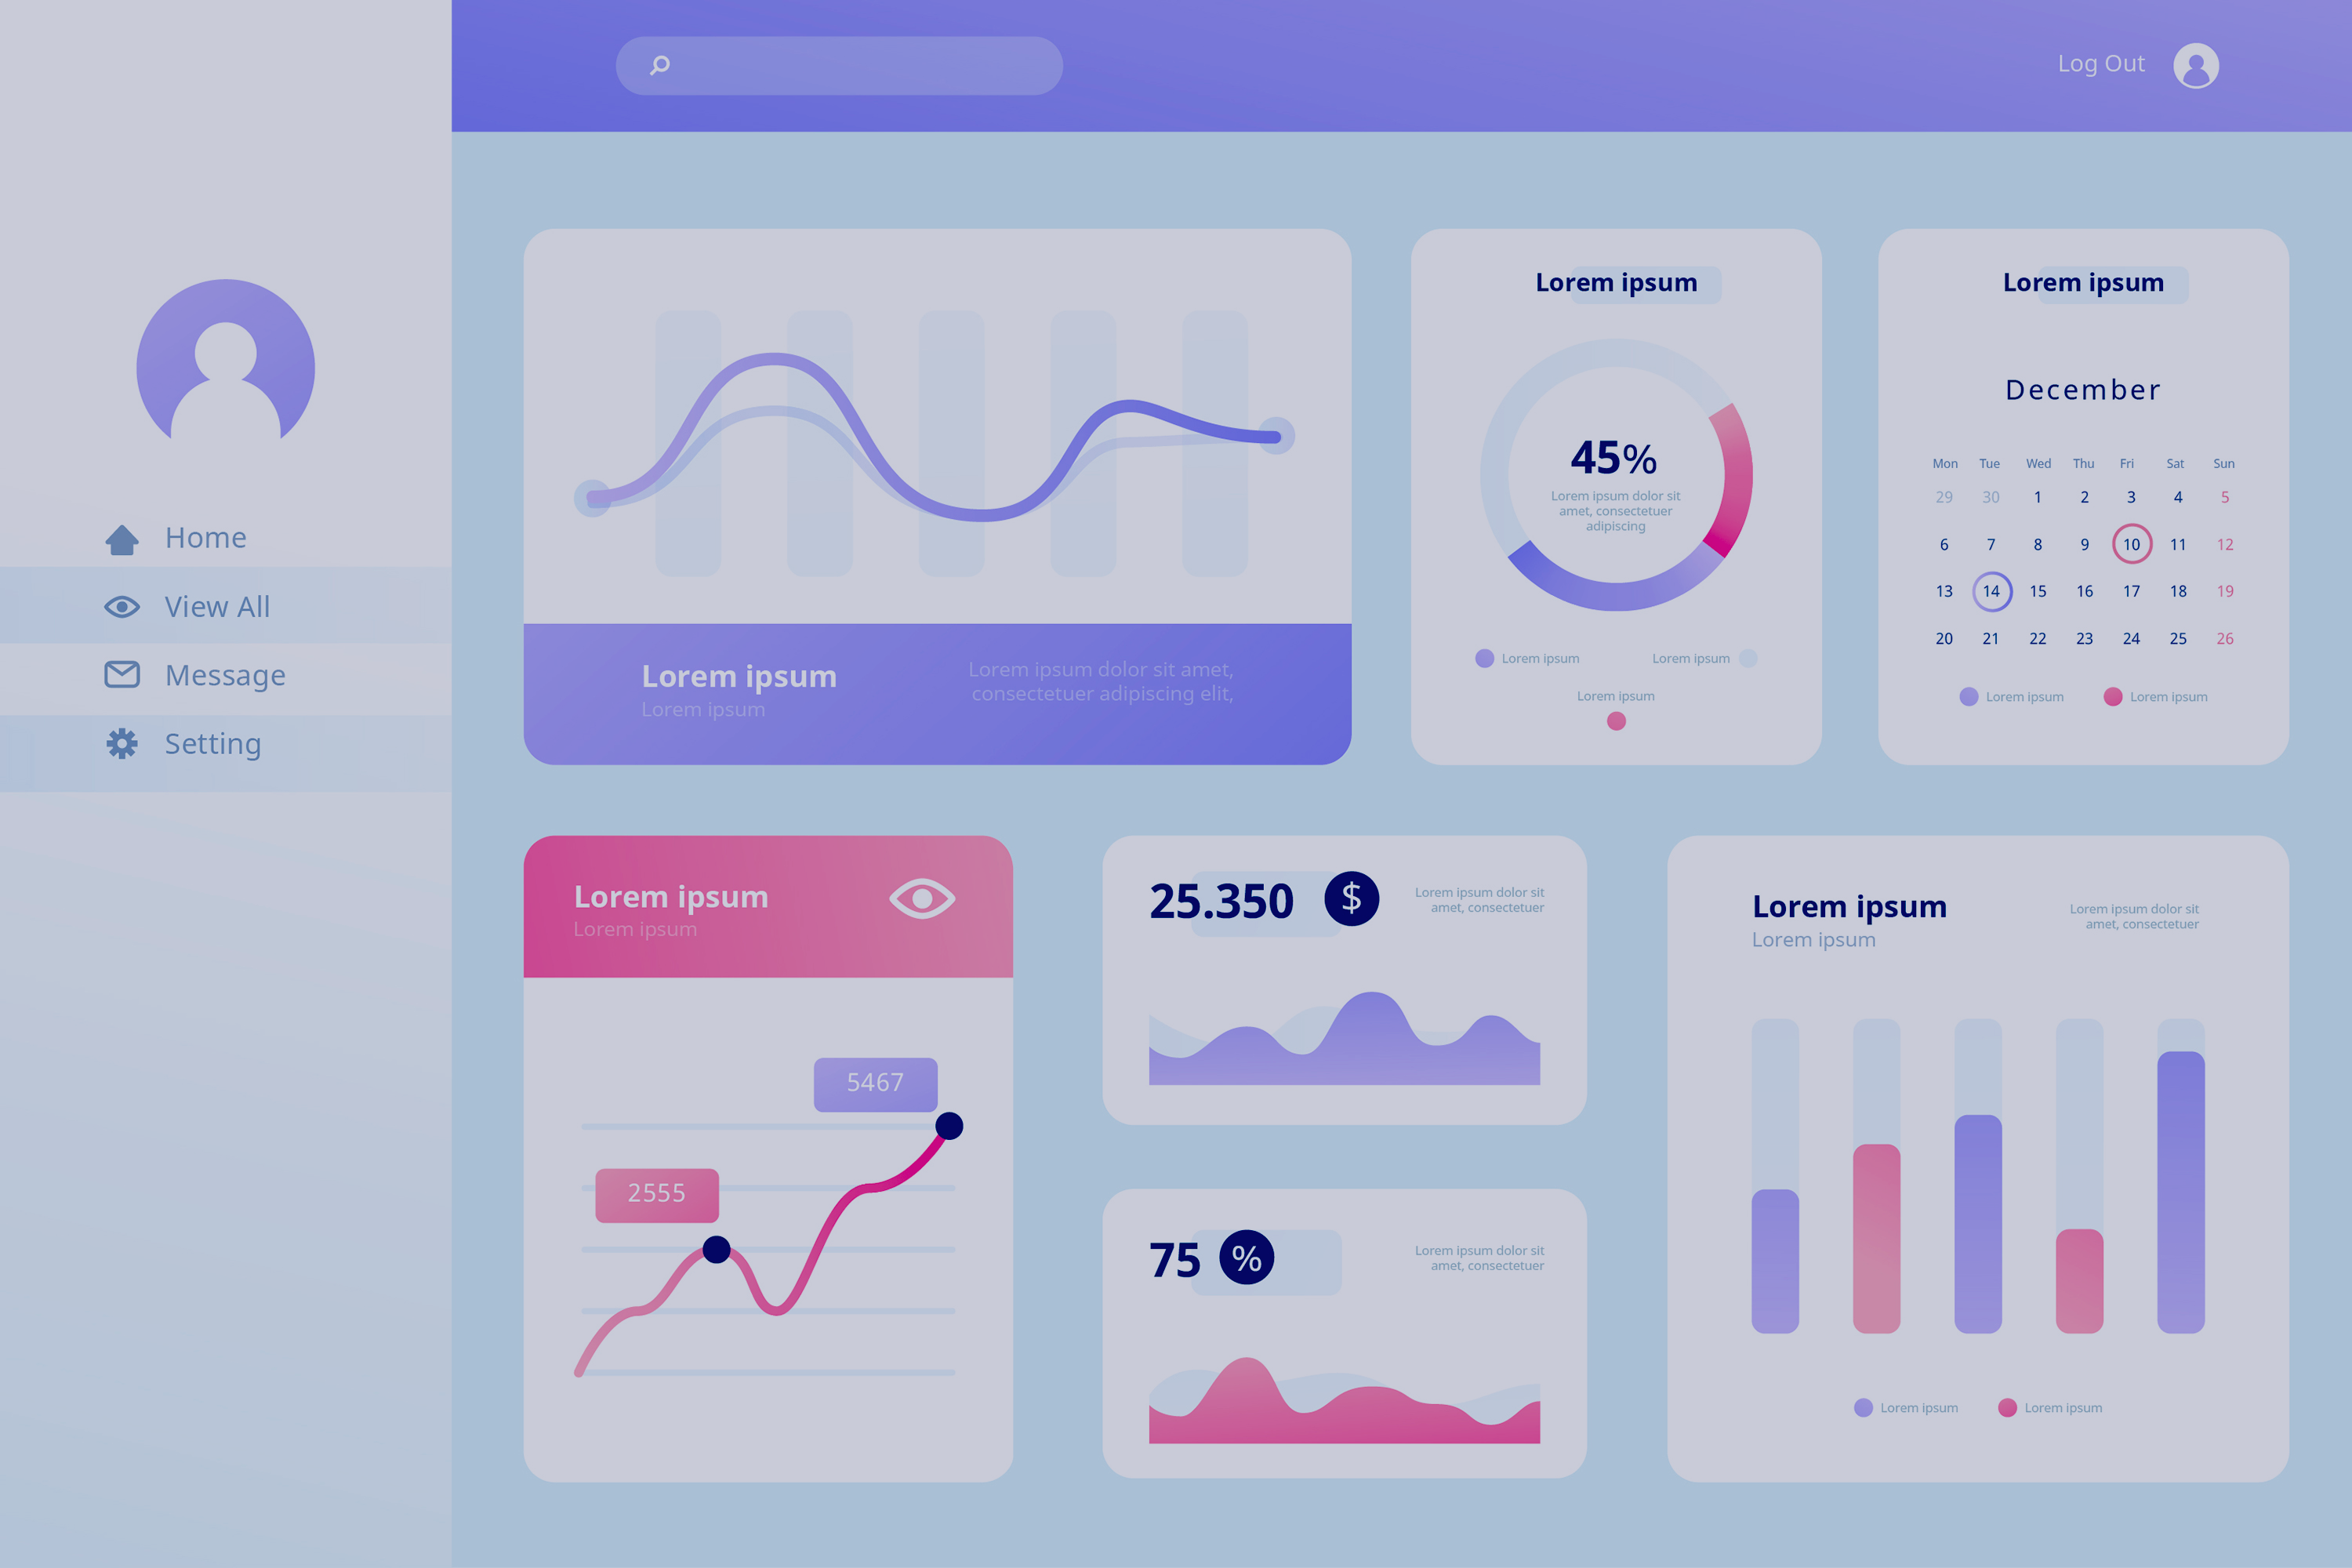 Log Out
Home
View All
Message
Setting
Lorem ipsum
Lorem ipsum
Lorem ipsum dolor sit amet,
consectetuer adipiscing elit,
Lorem ipsum
45%
Lorem ipsum dolor sit
amet, consectetuer
adipiscing
Lorem ipsum
Lorem ipsum
Lorem ipsum
Lorem ipsum
December
Mon Tue Wed Thu Fri Sat Sun
29 30 1 2 3 4 5
6 7 8 9 10 11 12
13 14 15 16 17 18 19
20 21 22 23 24 25 26
Lorem ipsum Lorem ipsum
Lorem ipsum
Lorem ipsum
5467
2555
25.350 $
Lorem ipsum dolor sit
amet, consectetuer
75 %
Lorem ipsum dolor sit
amet, consectetuer
Lorem ipsum
Lorem ipsum
Lorem ipsum dolor sit
amet, consectetuer
Lorem ipsum Lorem ipsum